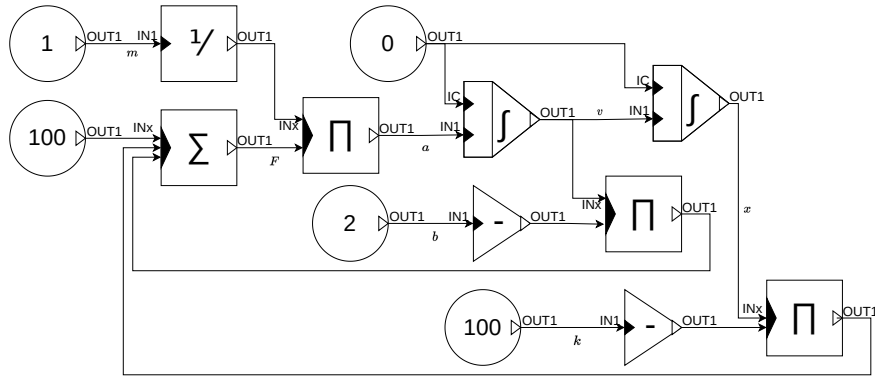 1 OUT1 m IN1 ¹⁄ OUT1
0 OUT1
100 OUT1 INx ∑ OUT1 F
INx ∏ OUT1 a
IC IN1 ∫ OUT1 v
IC IN1 ∫ OUT1 x
2 OUT1 b IN1 - OUT1
INx ∏ OUT1
100 OUT1 k IN1 - OUT1
INx ∏ OUT1